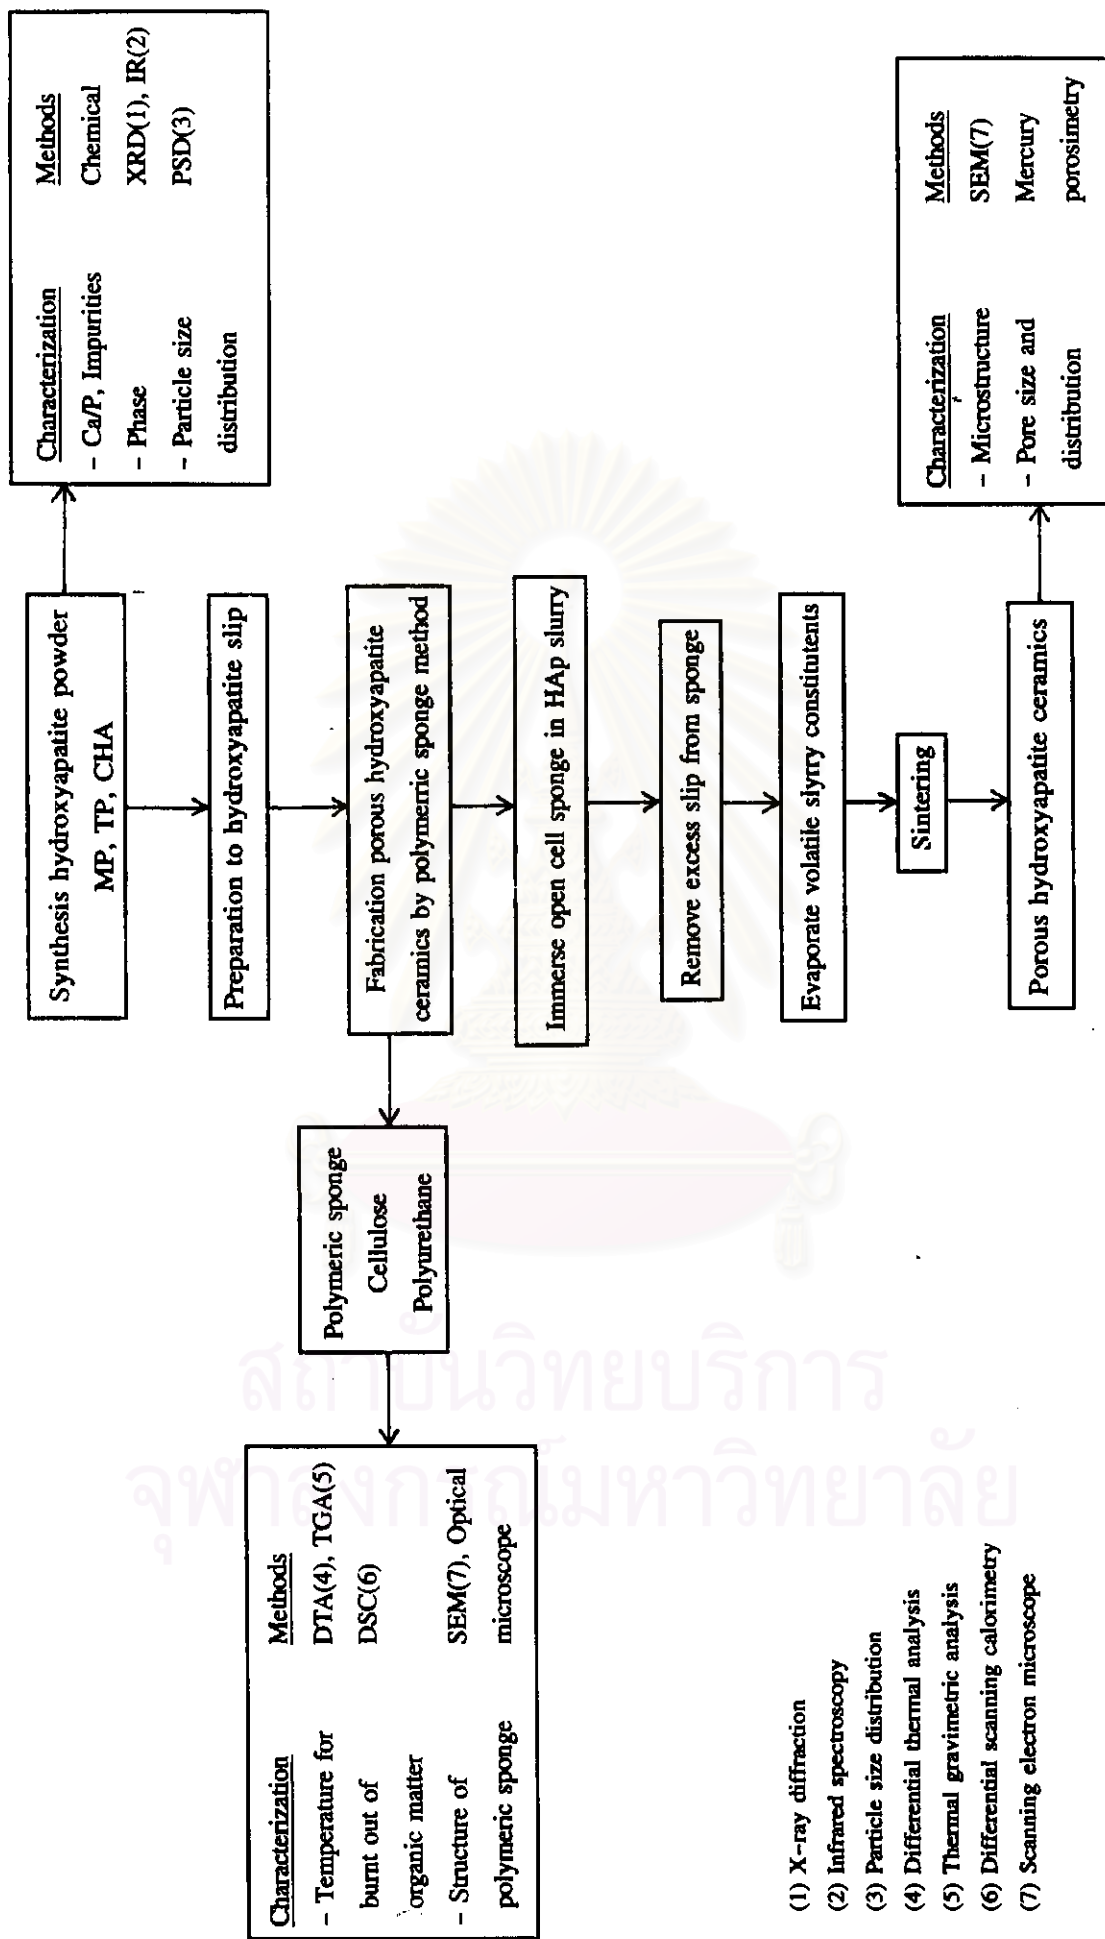 Synthesis hydroxyapatite powder
MP, TP, CHA
Characterization Methods
- Ca/P, Impurities Chemical
- Phase XRD(1), IR(2)
- Particle size PSD(3)
distribution
Preparation to hydroxyapatite slip
Fabrication porous hydroxyapatite
ceramics by polymerric sponge method
Polymeric sponge
Cellulose
Polyurethane
Characterization Methods
- Temperature for DTA(4), TGA(5)
burnt out of DSC(6)
organic matter
- Structure of SEM(7), Optical
polymeric sponge microscope
Immerse open cell sponge in HAp slurry
Remove excess slip from sponge
Evaporate volatile slyrry constitutents
Sintering
Porous hydroxyapatite ceramics
Characterization Methods
- Microstructure SEM(7)
- Pore size and Mercury
distribution porosimetry
(1) X-ray diffraction
(2) Infrared spectroscopy
(3) Particle size distribution
(4) Differential thermal analysis
(5) Thermal gravimetric analysis
(6) Differential scanning calorimetry
(7) Scanning electron microscope
สถาบันวิทยบริการ
จุฬาลงกรณ์มหาวิทยาลัย